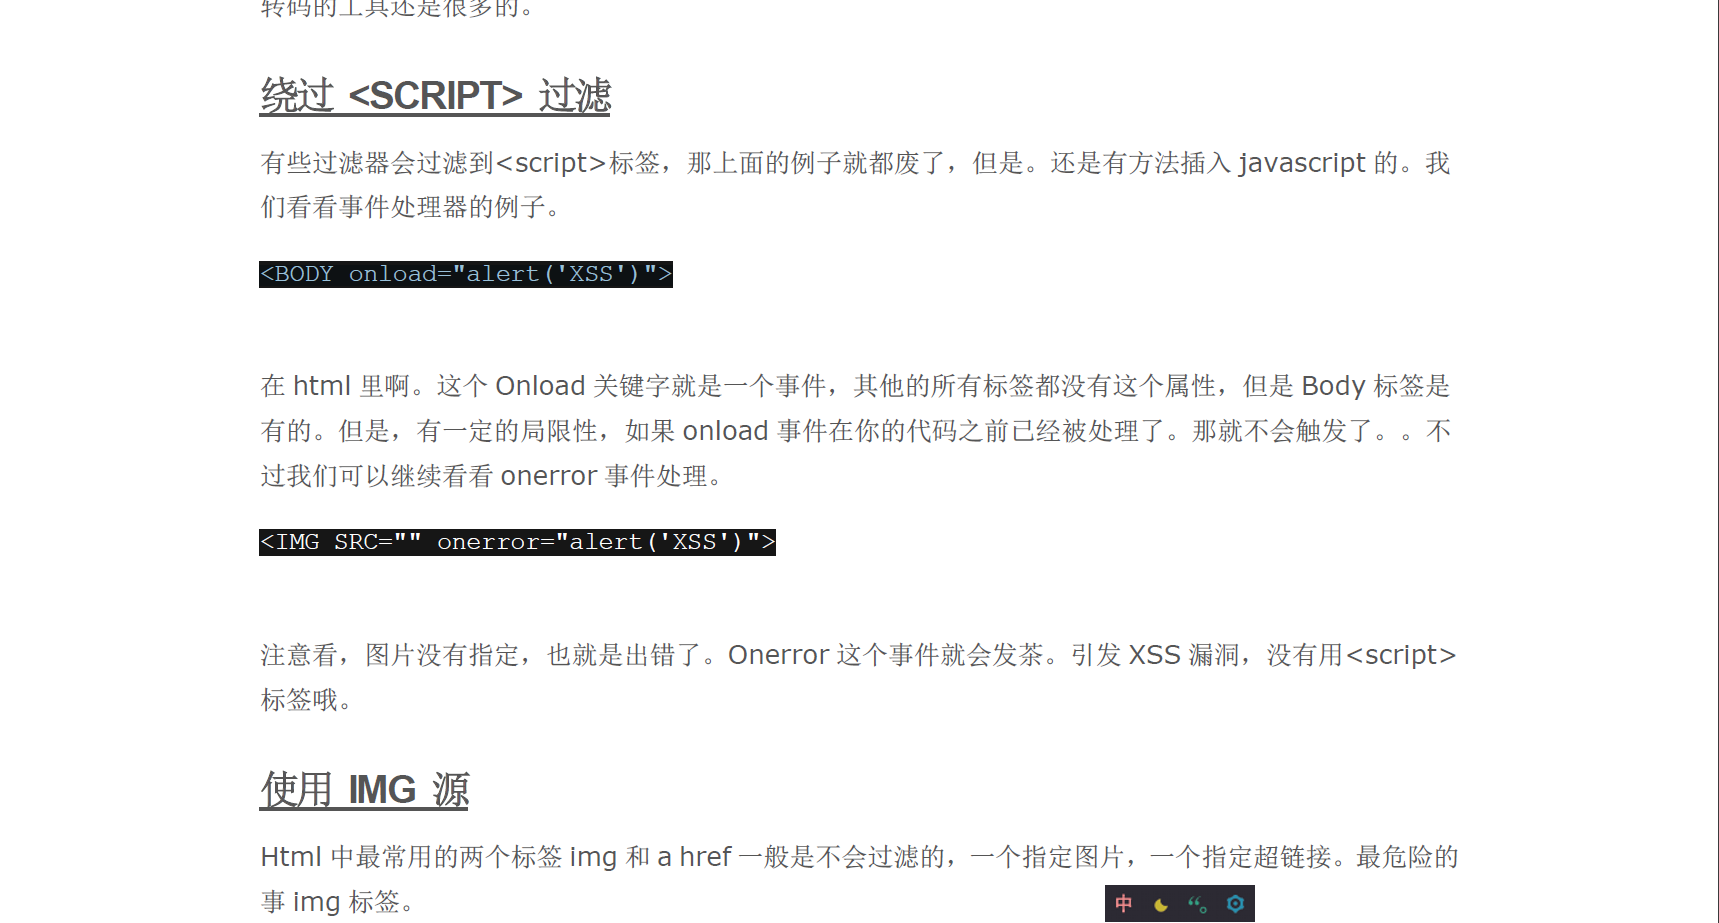 转码的工具还是很多的。
绕过 <SCRIPT> 过滤
有些过滤器会过滤到<script>标签，那上面的例子就都废了，但是。还是有方法插入 javascript 的。我
们看看事件处理器的例子。
<BODY onload="alert('XSS')">
在 html 里啊。这个 Onload 关键字就是一个事件，其他的所有标签都没有这个属性，但是 Body 标签是
有的。但是，有一定的局限性，如果 onload 事件在你的代码之前已经被处理了。那就不会触发了。。不
过我们可以继续看看 onerror 事件处理。
<IMG SRC="" onerror="alert('XSS')">
注意看，图片没有指定，也就是出错了。Onerror 这个事件就会发茶。引发 XSS 漏洞，没有用<script>
标签哦。
使用 IMG 源
Html 中最常用的两个标签 img 和 a href 一般是不会过滤的，一个指定图片，一个指定超链接。最危险的
事 img 标签。
中